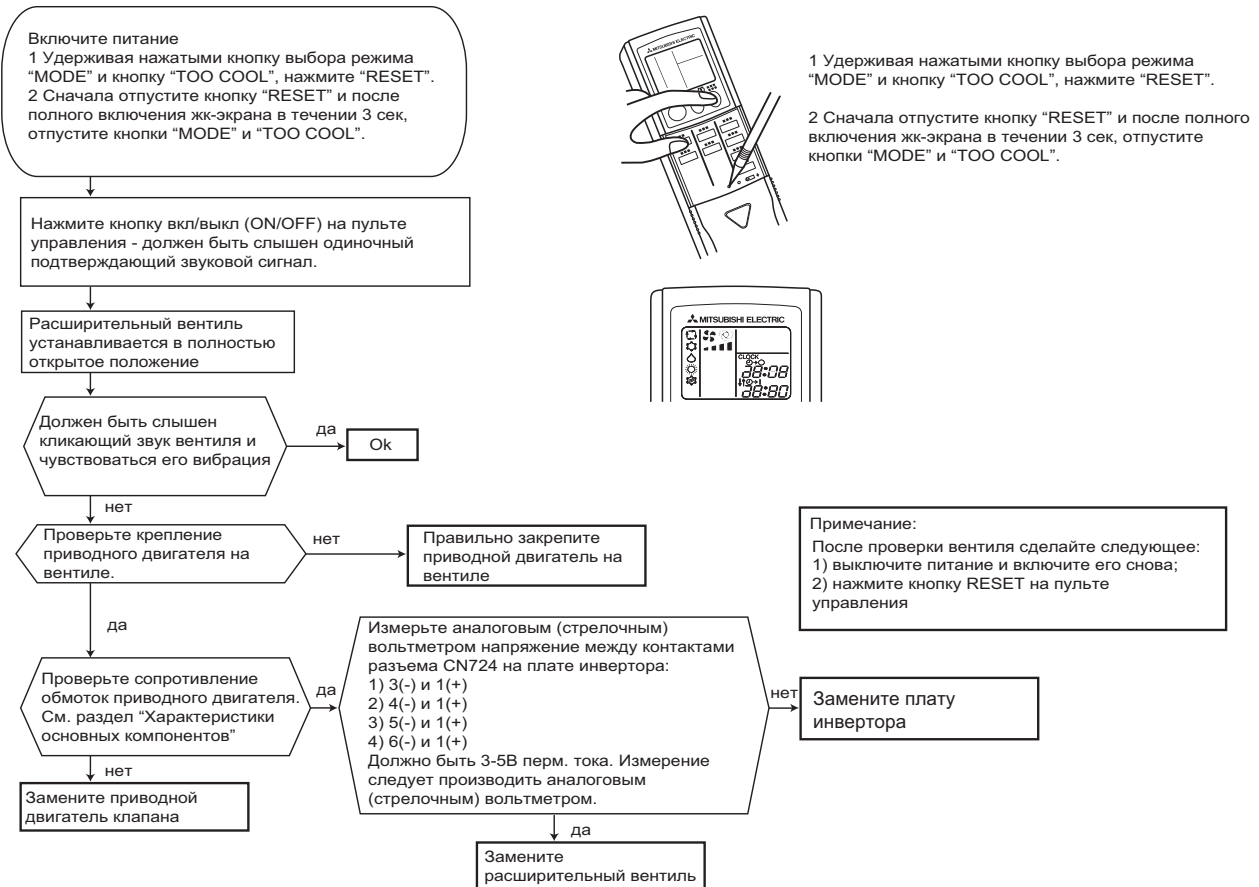 Включите питание
1 Удерживая нажатыми кнопку выбора режима
“MODE” и кнопку “TOO COOL”, нажмите “RESET”.
2 Сначала отпустите кнопку “RESET” и после
полного включения жк-экрана в течении 3 сек,
отпустите кнопки “MODE” и “TOO COOL”.
MITSUBISHI ELECTRIC
1 Удерживая нажатыми кнопку выбора режима
“MODE” и кнопку “TOO COOL”, нажмите “RESET”.
2 Сначала отпустите кнопку “RESET” и после полного
включения жк-экрана в течении 3 сек, отпустите
кнопки “MODE” и “TOO COOL”.
Нажмите кнопку вкл/выкл (ON/OFF) на пульте
управления - должен быть слышен одиночный
подтверждающий звуковой сигнал.
MITSUBISHI ELECTRIC
CLOCK
Расширительный вентиль
устанавливается в полностью
открытое положение
Должен быть слышен
кликающий звук вентиля и
чувствоваться его вибрация
да
Ok
нет
Проверьте крепление
приводного двигателя на
вентиле.
нет
Правильно закрепите
приводной двигатель на
вентиле
Примечание:
После проверки вентиля сделайте следующее:
1) выключите питание и включите его снова;
2) нажмите кнопку RESET на пульте
управления
да
Проверьте сопротивление
обмоток приводного двигателя.
См. раздел “Характеристики
основных компонентов”
да
Измерьте аналоговым (стрелочным)
вольтметром напряжение между контактами
разъема CN724 на плате инвертора:
1) 3(-) и 1(+)
2) 4(-) и 1(+)
3) 5(-) и 1(+)
4) 6(-) и 1(+)
Должно быть 3-5В перм. тока. Измерение
следует производить аналоговым
(стрелочным) вольтметром.
нет
Замените плату
инвертора
нет
Замените приводной
двигатель клапана
да
Замените
расширительный вентиль